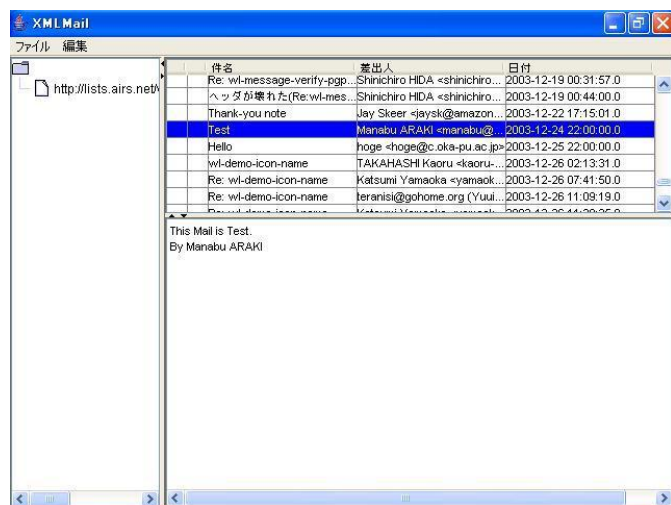 XMLMail
ファイル 編集
http://lists.airs.net/
件名 差出人 日付
Re: wl-message-verify-pgp... Shinichiro HIDA <shinichiro... 2003-12-19 00:31:57.0
ヘッダが壊れた(Re:wl-mes... Shinichiro HIDA <shinichiro... 2003-12-19 00:44:00.0
Thank-you note Jay Skeer <jaysk@amazon... 2003-12-22 17:15:01.0
Test Manabu ARAKI <manabu@... 2003-12-24 22:00:00.0
Hello hoge <hoge@c.oka-pu.ac.jp> 2003-12-25 22:00:00.0
wl-demo-icon-name TAKAHASHI Kaoru <kaoru-... 2003-12-26 02:13:31.0
Re: wl-demo-icon-name Katsumi Yamaoka <yamaok... 2003-12-26 07:41:50.0
Re: wl-demo-icon-name teranisi@gohome.org (Yuui... 2003-12-26 11:09:19.0
This Mail is Test.
By Manabu ARAKI